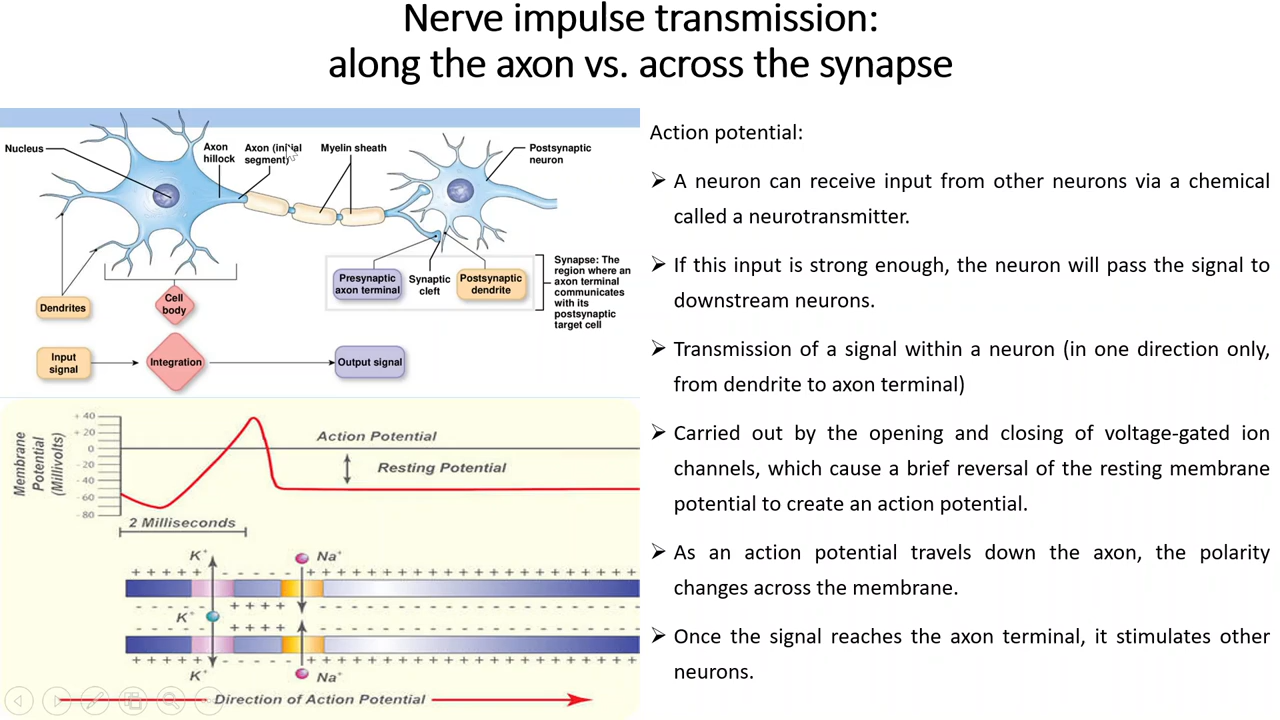 Nerve impulse transmission:
along the axon vs. across the synapse
Nucleus
Axon
hillock
Axon (initial
segment)
Myelin sheath
Postsynaptic
neuron
Dendrites
Cell
body
Presynaptic
axon terminal
Synaptic
cleft
Postsynaptic
dendrite
Synapse: The
region where an
axon terminal
communicates
with its
postsynaptic
target cell
Input
signal
Integration
Output signal
Membrane
Potential
(Millivolts)
+ 40
+ 20
0
- 20
- 40
- 60
- 80
Action Potential
Resting Potential
2 Milliseconds
K⁺ Na⁺
+ + + + + + - - - - - - + + + + + + + + + + + + + + + + + + + + + + + +
- - - - - - + + + + - - - - - - - - - - - - - - - - - - - - - - - -
K⁺
- - - - - - + + + + - - - - - - - - - - - - - - - - - - - - - - - -
+ + + + + + - - - - - - + + + + + + + + + + + + + + + + + + + + + + + +
K⁺ Na⁺
Direction of Action Potential
Action potential:
➢ A neuron can receive input from other neurons via a chemical
called a neurotransmitter.
➢ If this input is strong enough, the neuron will pass the signal to
downstream neurons.
➢ Transmission of a signal within a neuron (in one direction only,
from dendrite to axon terminal)
➢ Carried out by the opening and closing of voltage-gated ion
channels, which cause a brief reversal of the resting membrane
potential to create an action potential.
➢ As an action potential travels down the axon, the polarity
changes across the membrane.
➢ Once the signal reaches the axon terminal, it stimulates other
neurons.